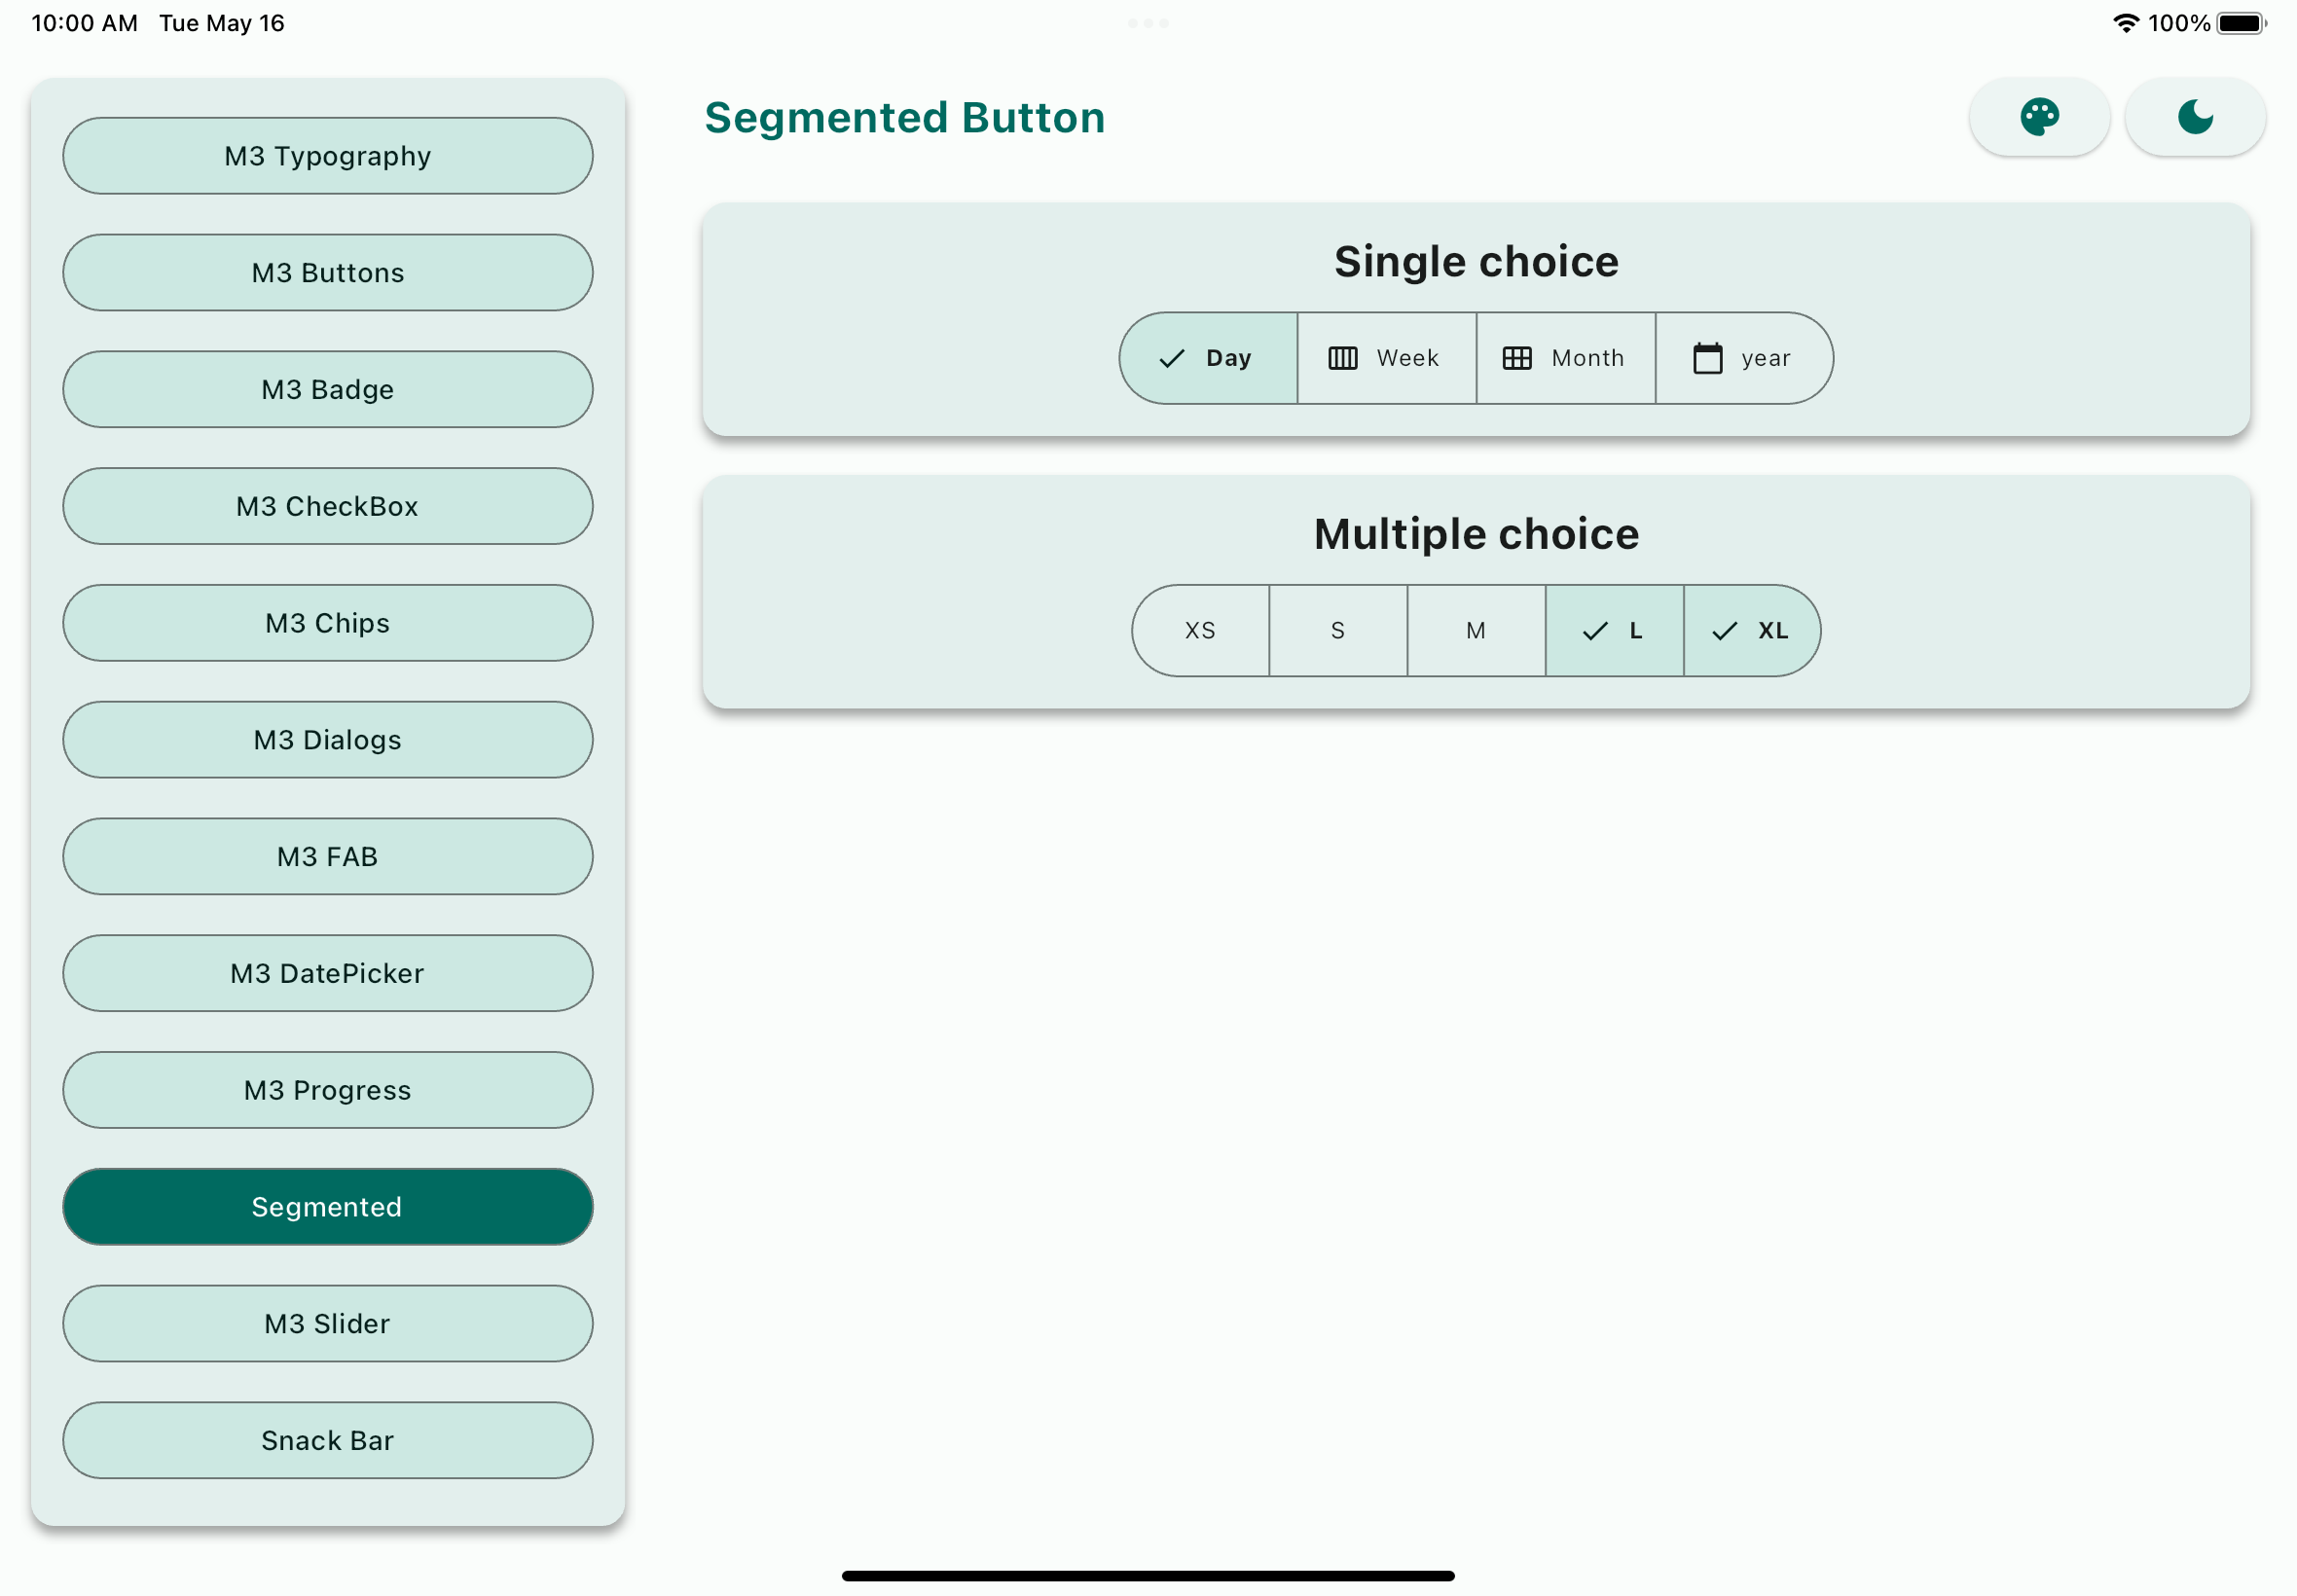 10:00 AM Tue May 16
100%
M3 Typography
M3 Buttons
M3 Badge
M3 CheckBox
M3 Chips
M3 Dialogs
M3 FAB
M3 DatePicker
M3 Progress
Segmented
M3 Slider
Snack Bar
Segmented Button
Single choice
Day Week Month year
Multiple choice
XS S M L XL